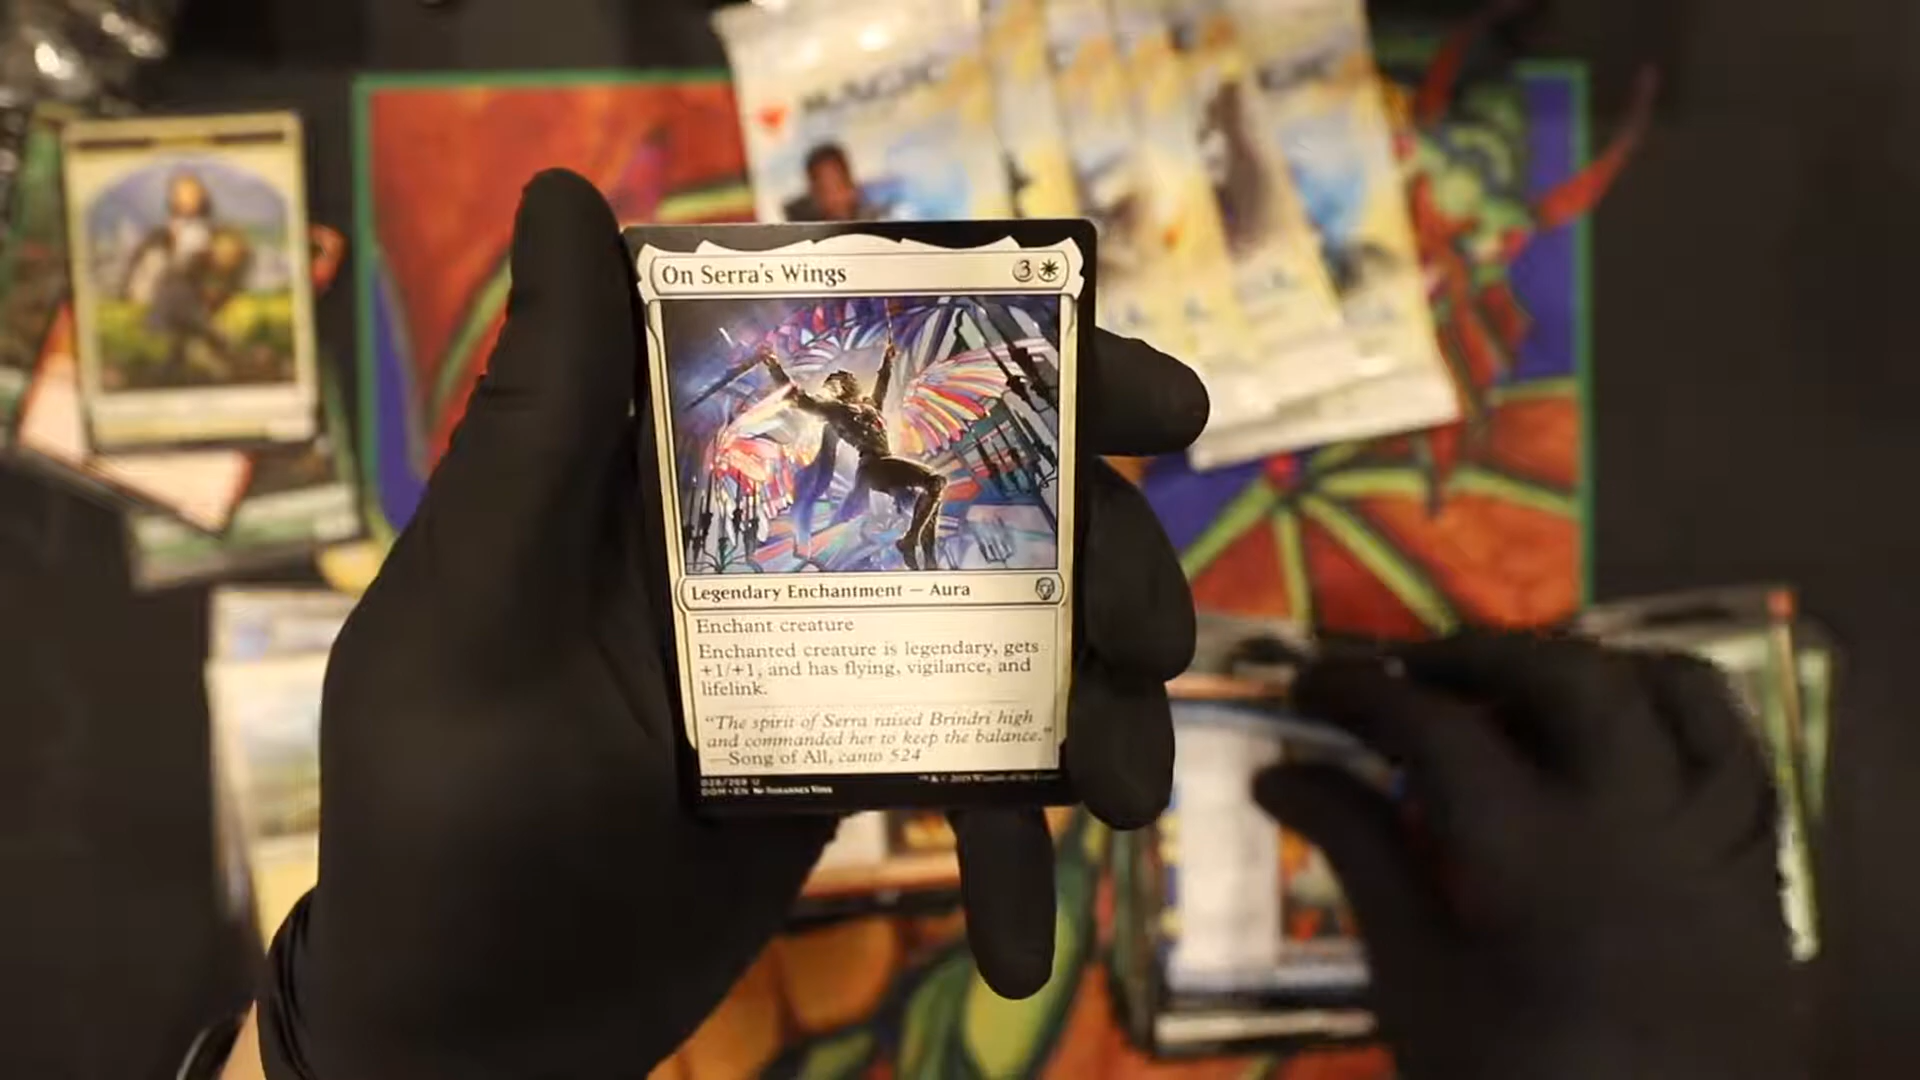 MAGIC
On Serra's Wings
3
Legendary Enchantment — Aura
Enchant creature
Enchanted creature is legendary, gets
+1/+1, and has flying, vigilance, and
lifelink.
"The spirit of Serra raised Brindri high
and commanded her to keep the balance."
—Song of All, canto 524
DOM • EN